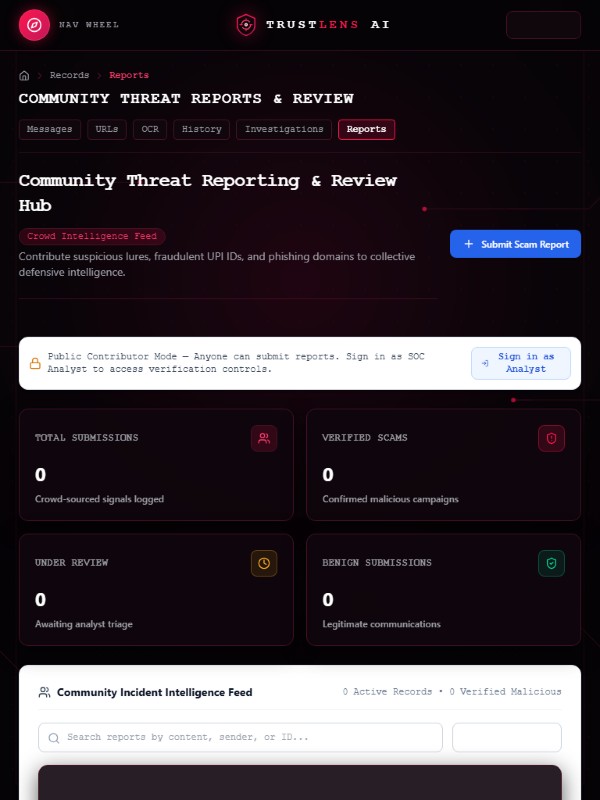 NAV WHEEL
TRUSTLENS AI
Records > Reports
COMMUNITY THREAT REPORTS & REVIEW
Messages URLs OCR History Investigations Reports
Community Threat Reporting & Review
Hub
Crowd Intelligence Feed
Contribute suspicious lures, fraudulent UPI IDs, and phishing domains to collective
defensive intelligence.
Submit Scam Report
Public Contributor Mode — Anyone can submit reports. Sign in as SOC
Analyst to access verification controls.
Sign in as
Analyst
TOTAL SUBMISSIONS
0
Crowd-sourced signals logged
VERIFIED SCAMS
0
Confirmed malicious campaigns
UNDER REVIEW
0
Awaiting analyst triage
BENIGN SUBMISSIONS
0
Legitimate communications
Community Incident Intelligence Feed
0 Active Records • 0 Verified Malicious
Search reports by content, sender, or ID...